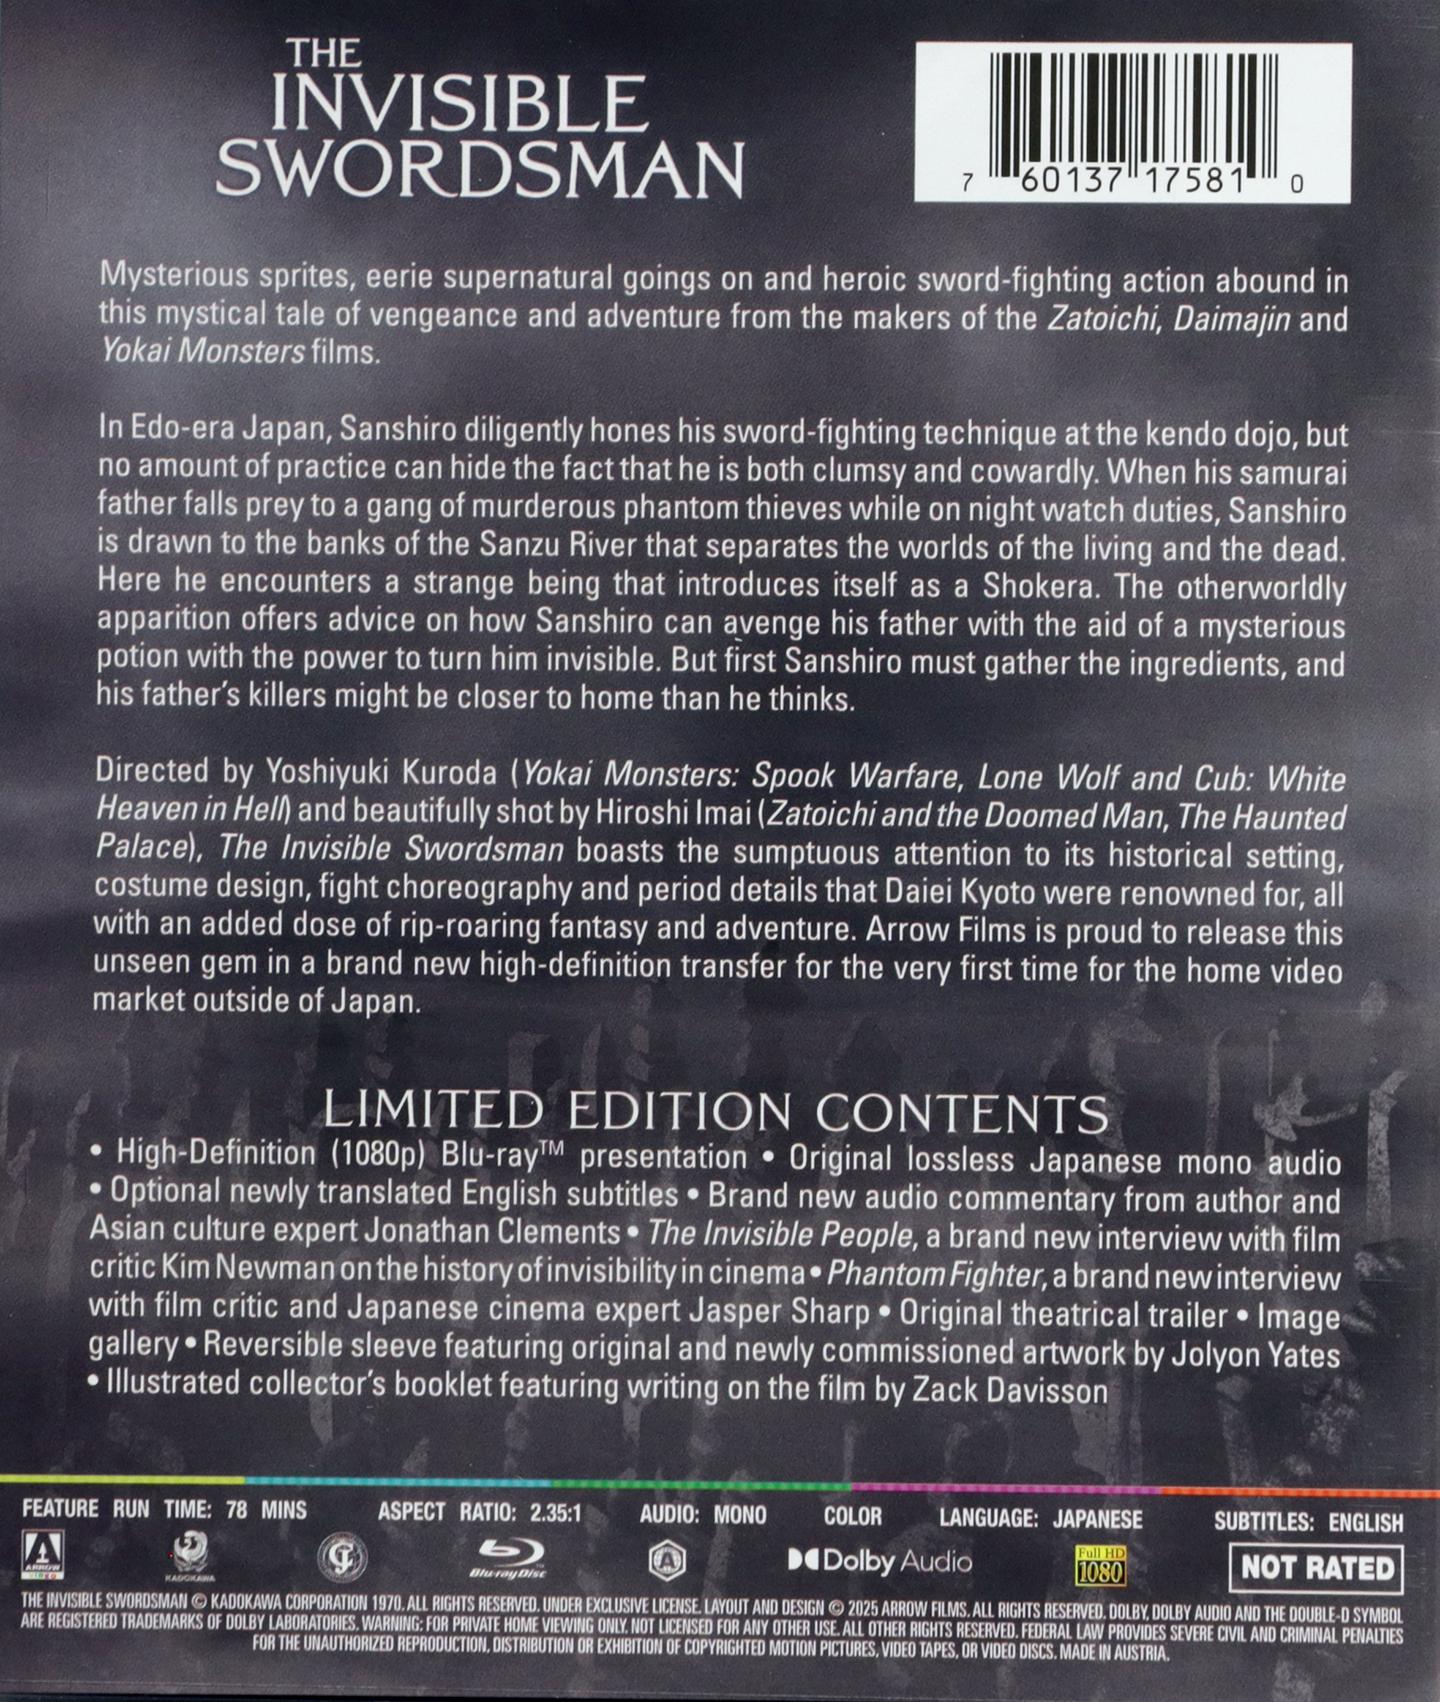 THE
INVISIBLE
SWORDSMAN
7 60137 17581 0
Mysterious sprites, eerie supernatural goings on and heroic sword-fighting action abound in
this mystical tale of vengeance and adventure from the makers of the Zatoichi, Daimajin and
Yokai Monsters films.
In Edo-era Japan, Sanshiro diligently hones his sword-fighting technique at the kendo dojo, but
no amount of practice can hide the fact that he is both clumsy and cowardly. When his samurai
father falls prey to a gang of murderous phantom thieves while on night watch duties, Sanshiro
is drawn to the banks of the Sanzu River that separates the worlds of the living and the dead.
Here he encounters a strange being that introduces itself as a Shokera. The otherworldly
apparition offers advice on how Sanshiro can avenge his father with the aid of a mysterious
potion with the power to turn him invisible. But first Sanshiro must gather the ingredients, and
his father's killers might be closer to home than he thinks.
Directed by Yoshiyuki Kuroda (Yokai Monsters: Spook Warfare, Lone Wolf and Cub: White
Heaven in Hell) and beautifully shot by Hiroshi Imai (Zatoichi and the Doomed Man, The Haunted
Palace), The Invisible Swordsman boasts the sumptuous attention to its historical setting,
costume design, fight choreography and period details that Daiei Kyoto were renowned for, all
with an added dose of rip-roaring fantasy and adventure. Arrow Films is proud to release this
unseen gem in a brand new high-definition transfer for the very first time for the home video
market outside of Japan.
LIMITED EDITION CONTENTS
• High-Definition (1080p) Blu-ray™ presentation • Original lossless Japanese mono audio
• Optional newly translated English subtitles • Brand new audio commentary from author and
Asian culture expert Jonathan Clements • The Invisible People, a brand new interview with film
critic Kim Newman on the history of invisibility in cinema • Phantom Fighter, a brand new interview
with film critic and Japanese cinema expert Jasper Sharp • Original theatrical trailer • Image
gallery • Reversible sleeve featuring original and newly commissioned artwork by Jolyon Yates
• Illustrated collector's booklet featuring writing on the film by Zack Davisson
FEATURE RUN TIME: 78 MINS ASPECT RATIO: 2.35:1 AUDIO: MONO COLOR LANGUAGE: JAPANESE SUBTITLES: ENGLISH
ARROW VIDEO KADOKAWA Blu-ray Disc Dolby Audio Full HD 1080 NOT RATED
THE INVISIBLE SWORDSMAN © KADOKAWA CORPORATION 1970. ALL RIGHTS RESERVED. UNDER EXCLUSIVE LICENSE. LAYOUT AND DESIGN © 2025 ARROW FILMS. ALL RIGHTS RESERVED. DOLBY, DOLBY AUDIO AND THE DOUBLE-D SYMBOL
ARE REGISTERED TRADEMARKS OF DOLBY LABORATORIES. WARNING: FOR PRIVATE HOME VIEWING ONLY. NOT LICENSED FOR ANY OTHER USE. ALL OTHER RIGHTS RESERVED. FEDERAL LAW PROVIDES SEVERE CIVIL AND CRIMINAL PENALTIES
FOR THE UNAUTHORIZED REPRODUCTION, DISTRIBUTION OR EXHIBITION OF COPYRIGHTED MOTION PICTURES, VIDEO TAPES, OR VIDEO DISCS. MADE IN AUSTRIA.